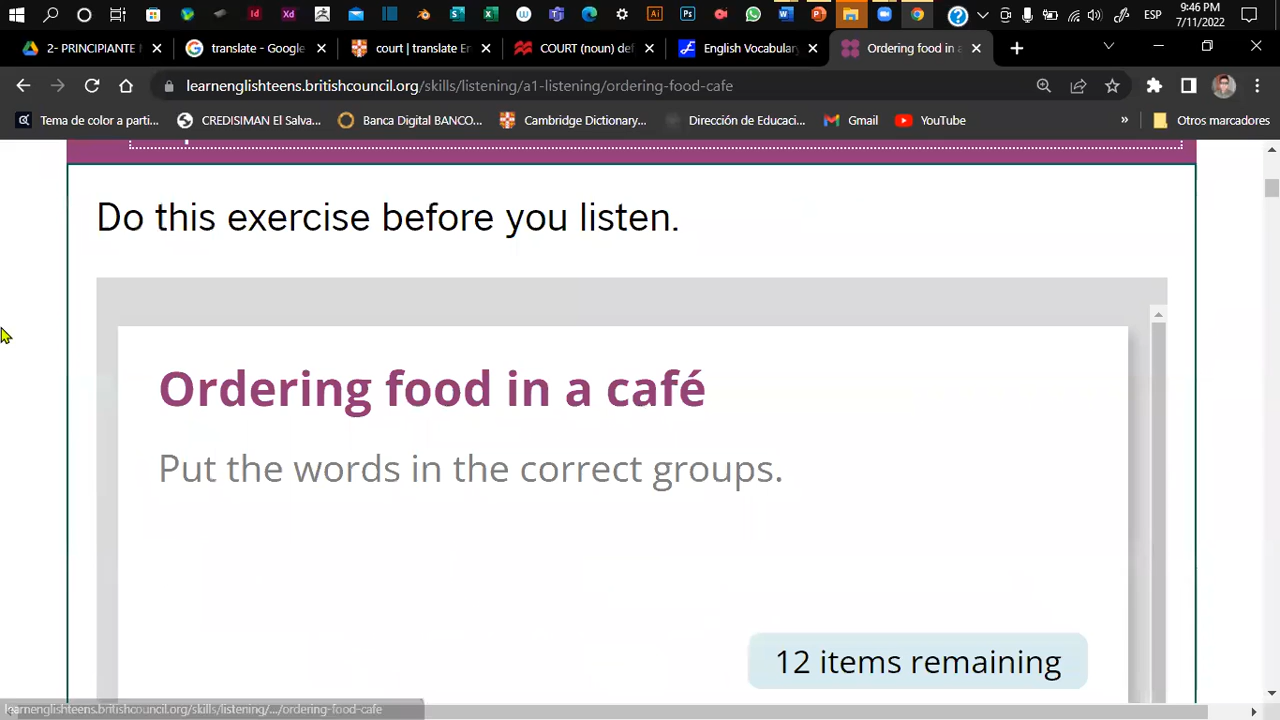 9:46 PM
ESP
7/11/2022
2- PRINCIPIANTE M
translate - Google
court | translate En
COURT (noun) def
English Vocabulary
Ordering food in a
learnenglishteens.britishcouncil.org/skills/listening/a1-listening/ordering-food-cafe
Tema de color a parti...
CREDISIMAN El Salva...
Banca Digital BANCO...
Cambridge Dictionary...
Dirección de Educaci...
Gmail
YouTube
»
Otros marcadores
Do this exercise before you listen.
Ordering food in a café
Put the words in the correct groups.
12 items remaining
learnenglishteens.britishcouncil.org/skills/listening/.../ordering-food-cafe